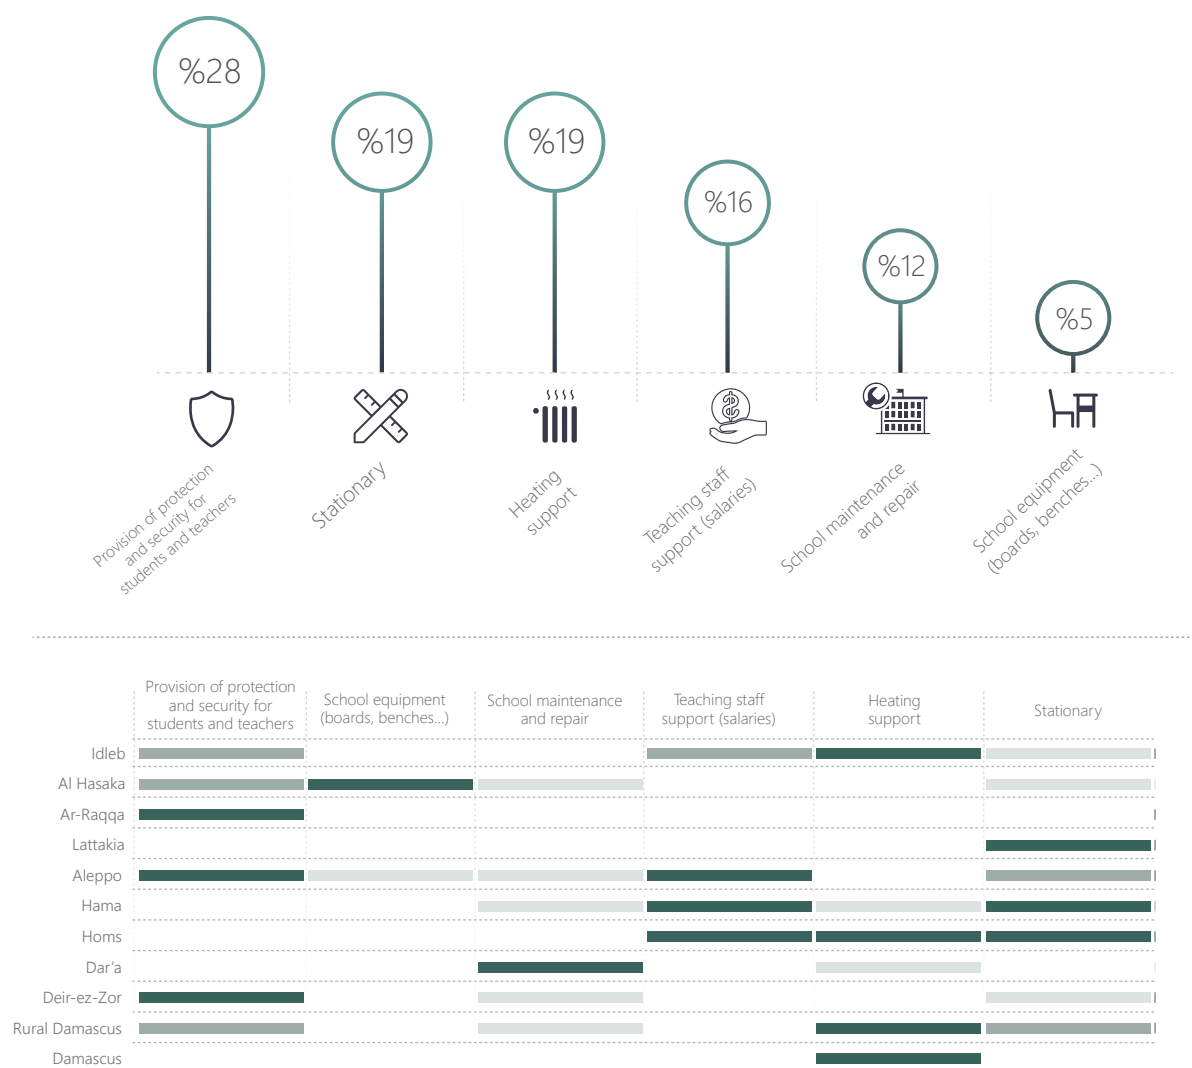 %28
%19
%19
%16
%12
%5
Provision of protection
and security for
students and teachers
Stationary
Heating
support
Teaching staff
support (salaries)
School maintenance
and repair
School equipment
(boards, benches...)
Provision of protection
and security for
students and teachers
School equipment
(boards, benches...)
School maintenance
and repair
Teaching staff
support (salaries)
Heating
support
Stationary
Idleb
Al Hasaka
Ar-Raqqa
Lattakia
Aleppo
Hama
Homs
Dar'a
Deir-ez-Zor
Rural Damascus
Damascus